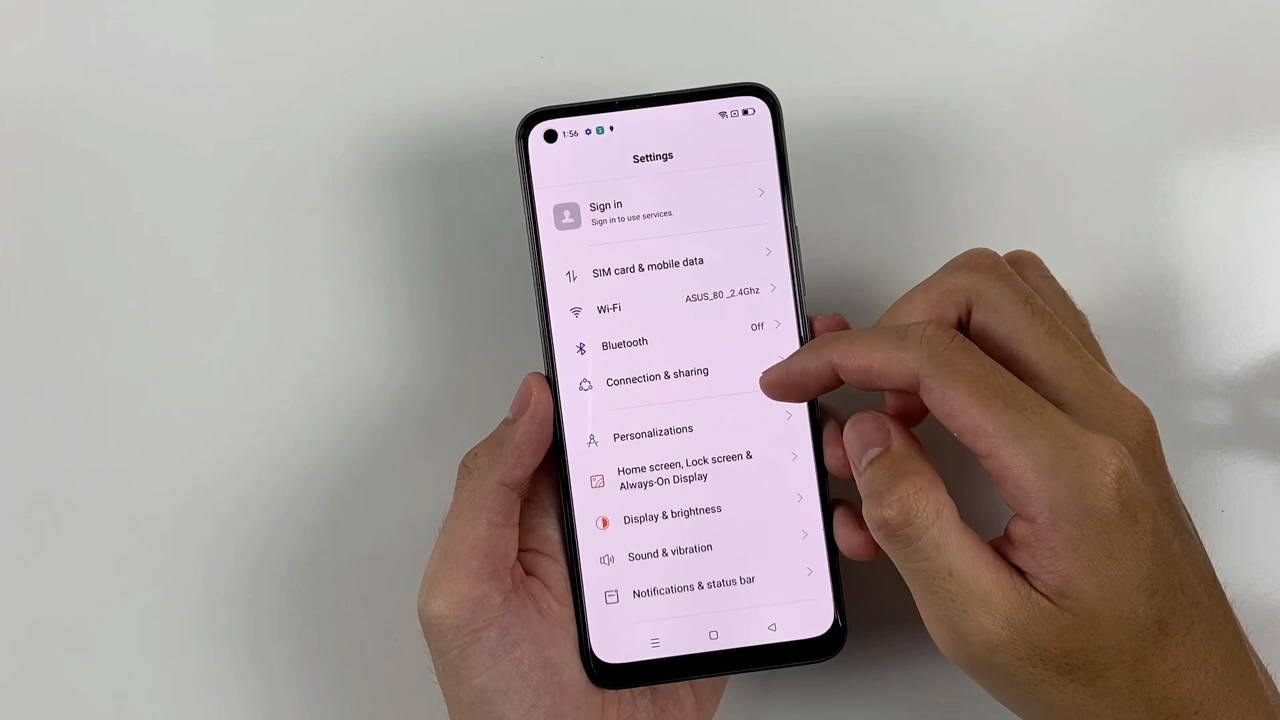 1:56
Settings
Sign in
Sign in to use services.
SIM card & mobile data
Wi-Fi ASUS_80 _2.4Ghz
Bluetooth Off
Connection & sharing
Personalizations
Home screen, Lock screen &
Always-On Display
Display & brightness
Sound & vibration
Notifications & status bar